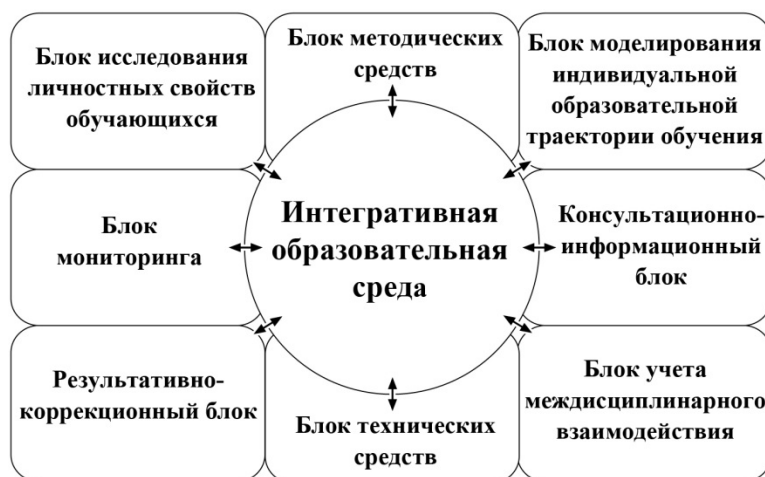 Блок исследования
личностных свойств
обучающихся
Блок методических
средств
Блок моделирования
индивидуальной
образовательной
траектории обучения
Блок
мониторинга
Интегративная
образовательная
среда
Консультационно-
информационный
блок
Результативно-
коррекционный блок
Блок технических
средств
Блок учета
междисциплинарного
взаимодействия